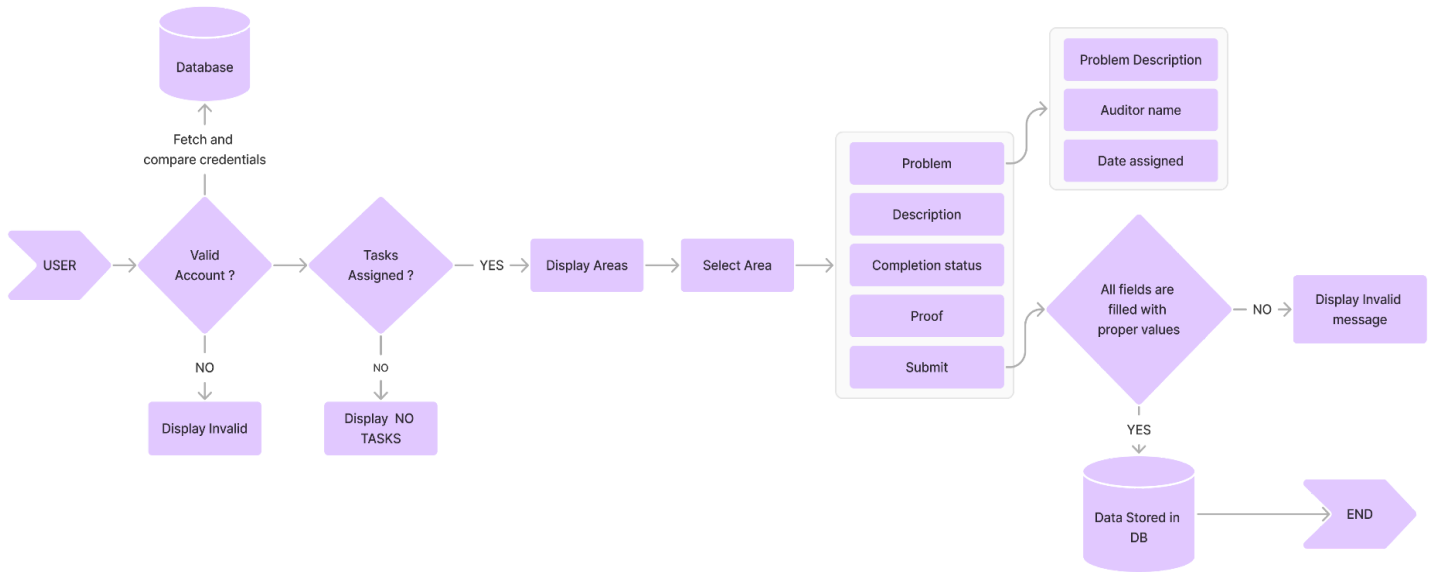 Database
Fetch and
compare credentials
USER
Valid
Account ?
NO
Display Invalid
Tasks
Assigned ?
NO
Display NO
TASKS
YES
Display Areas
Select Area
Problem
Description
Completion status
Proof
Submit
Problem Description
Auditor name
Date assigned
All fields are
filled with
proper values
NO
Display Invalid
message
YES
Data Stored in
DB
END